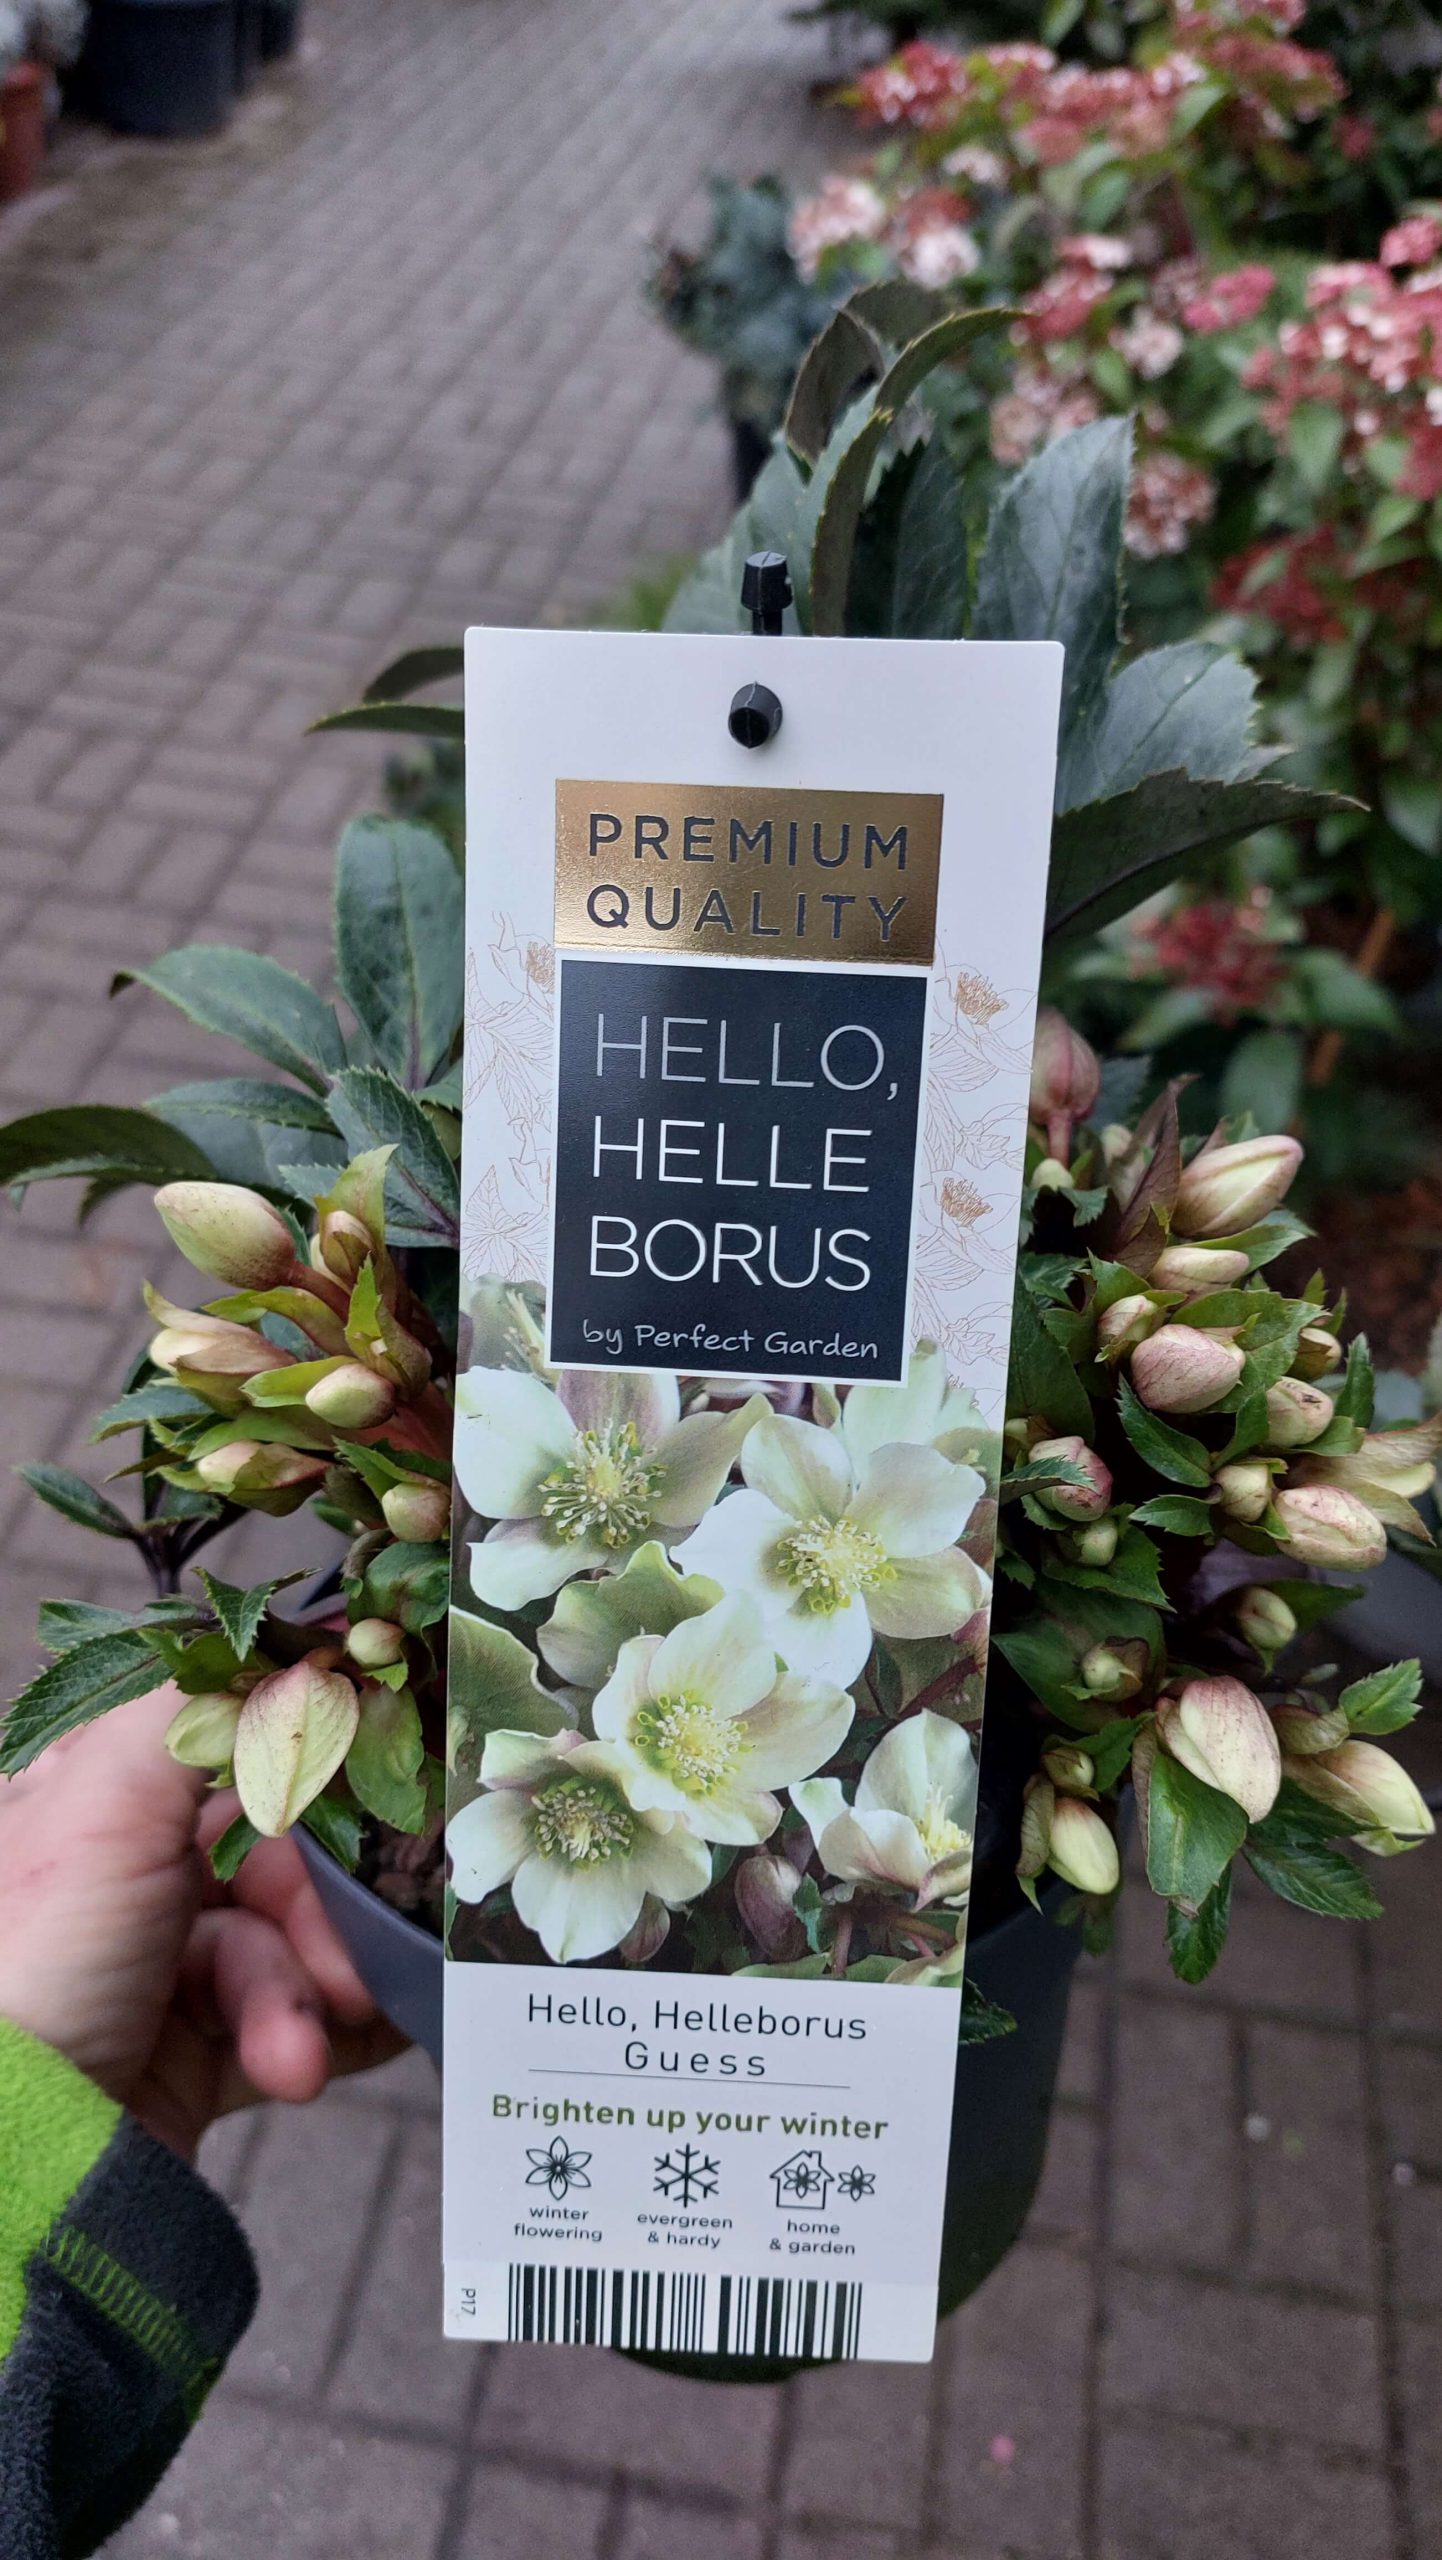 PREMIUM
QUALITY
HELLO,
HELLE
BORUS
by Perfect Garden
Hello, Helleborus
Guess
Brighten up your winter
winter
flowering
evergreen
& hardy
home
& garden
P17